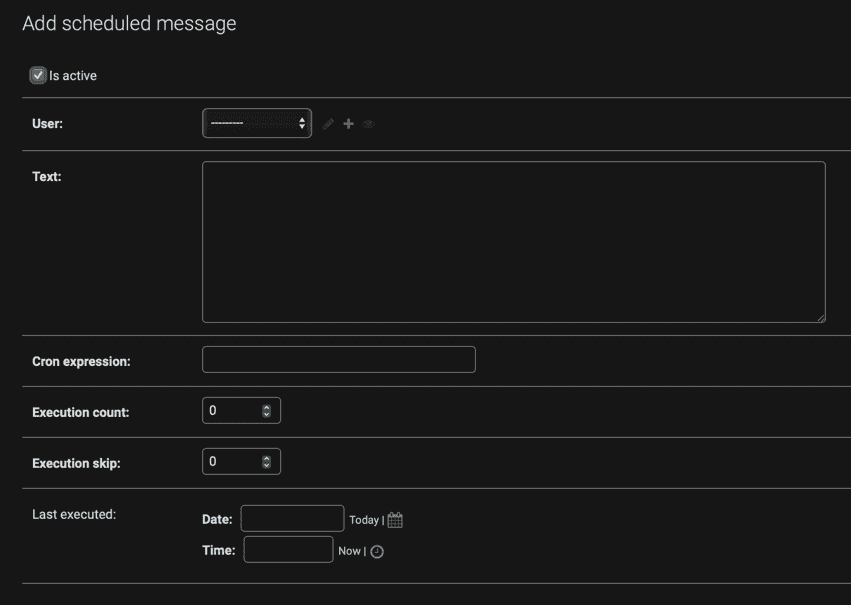 Add scheduled message
Is active
User:
---------
Text:
Cron expression:
Execution count:
0
Execution skip:
0
Last executed:
Date:
Today |
Time:
Now |